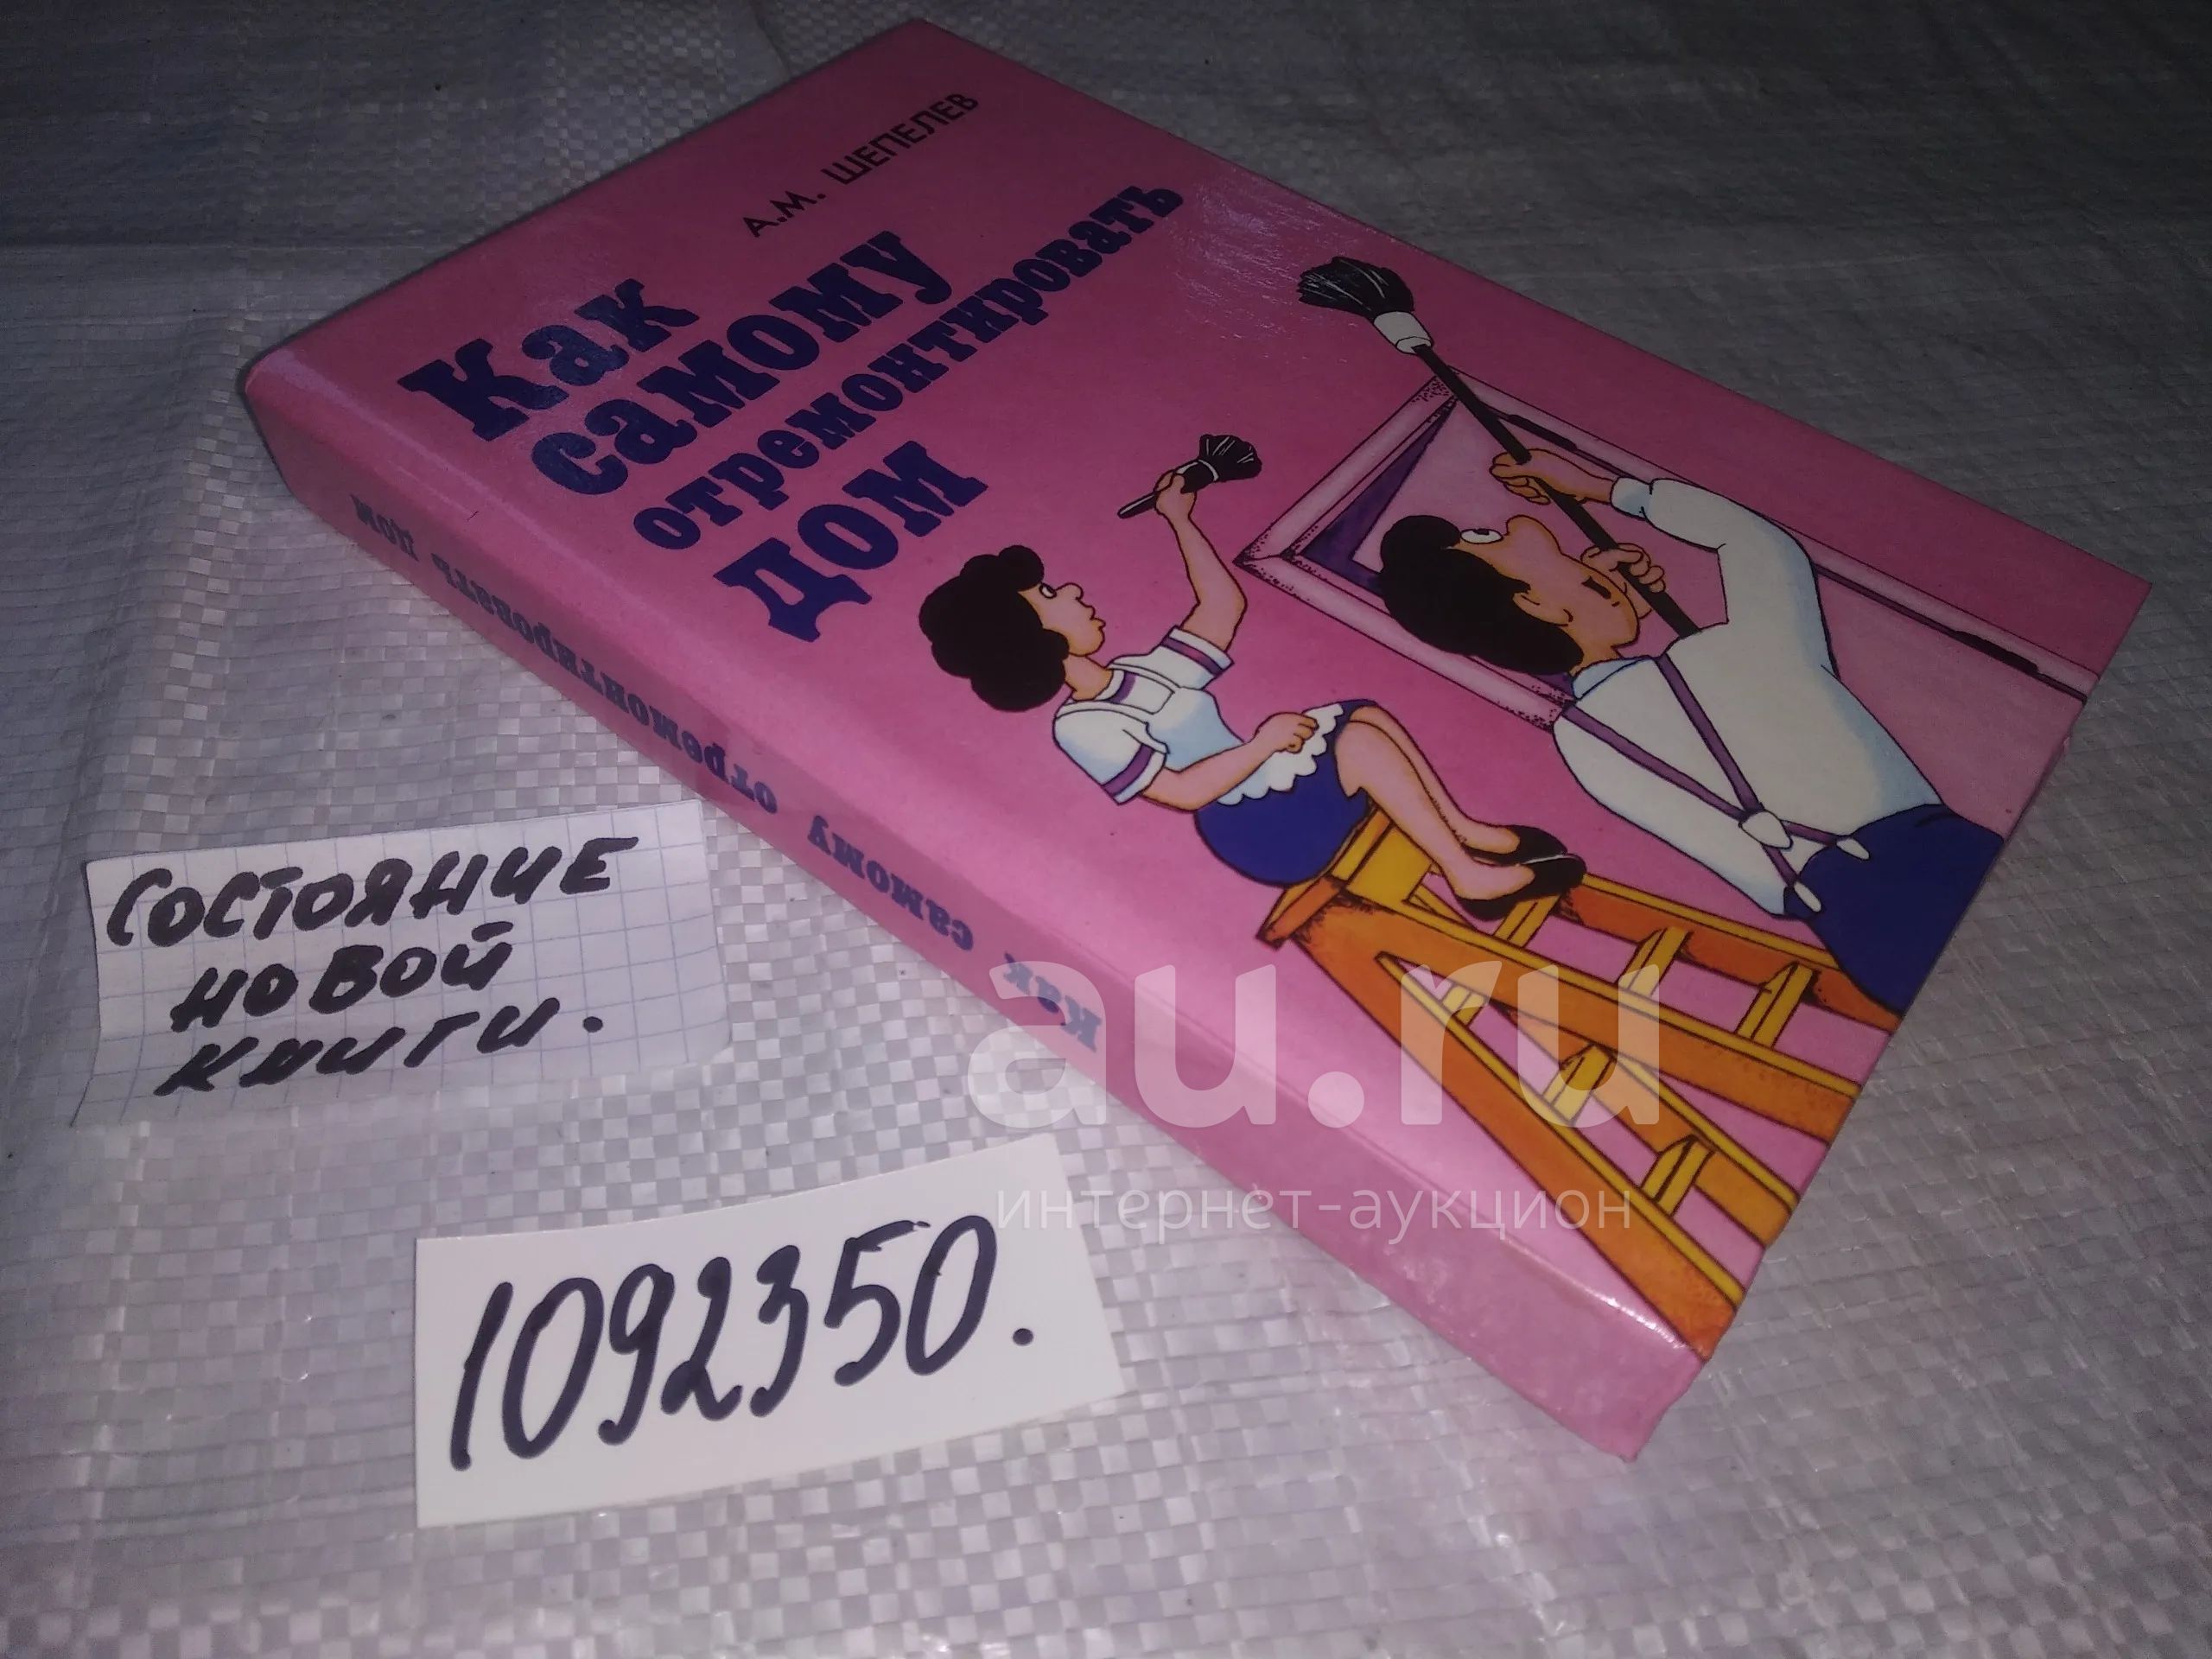 А.М. ШЕПЕЛЕВ
Как
самому
отремонтировать
дом
Как самому отремонтировать дом
СОСТОЯНИЕ
НОВОЙ
КНИГИ.
1092350.
au.ru
интернет-аукцион